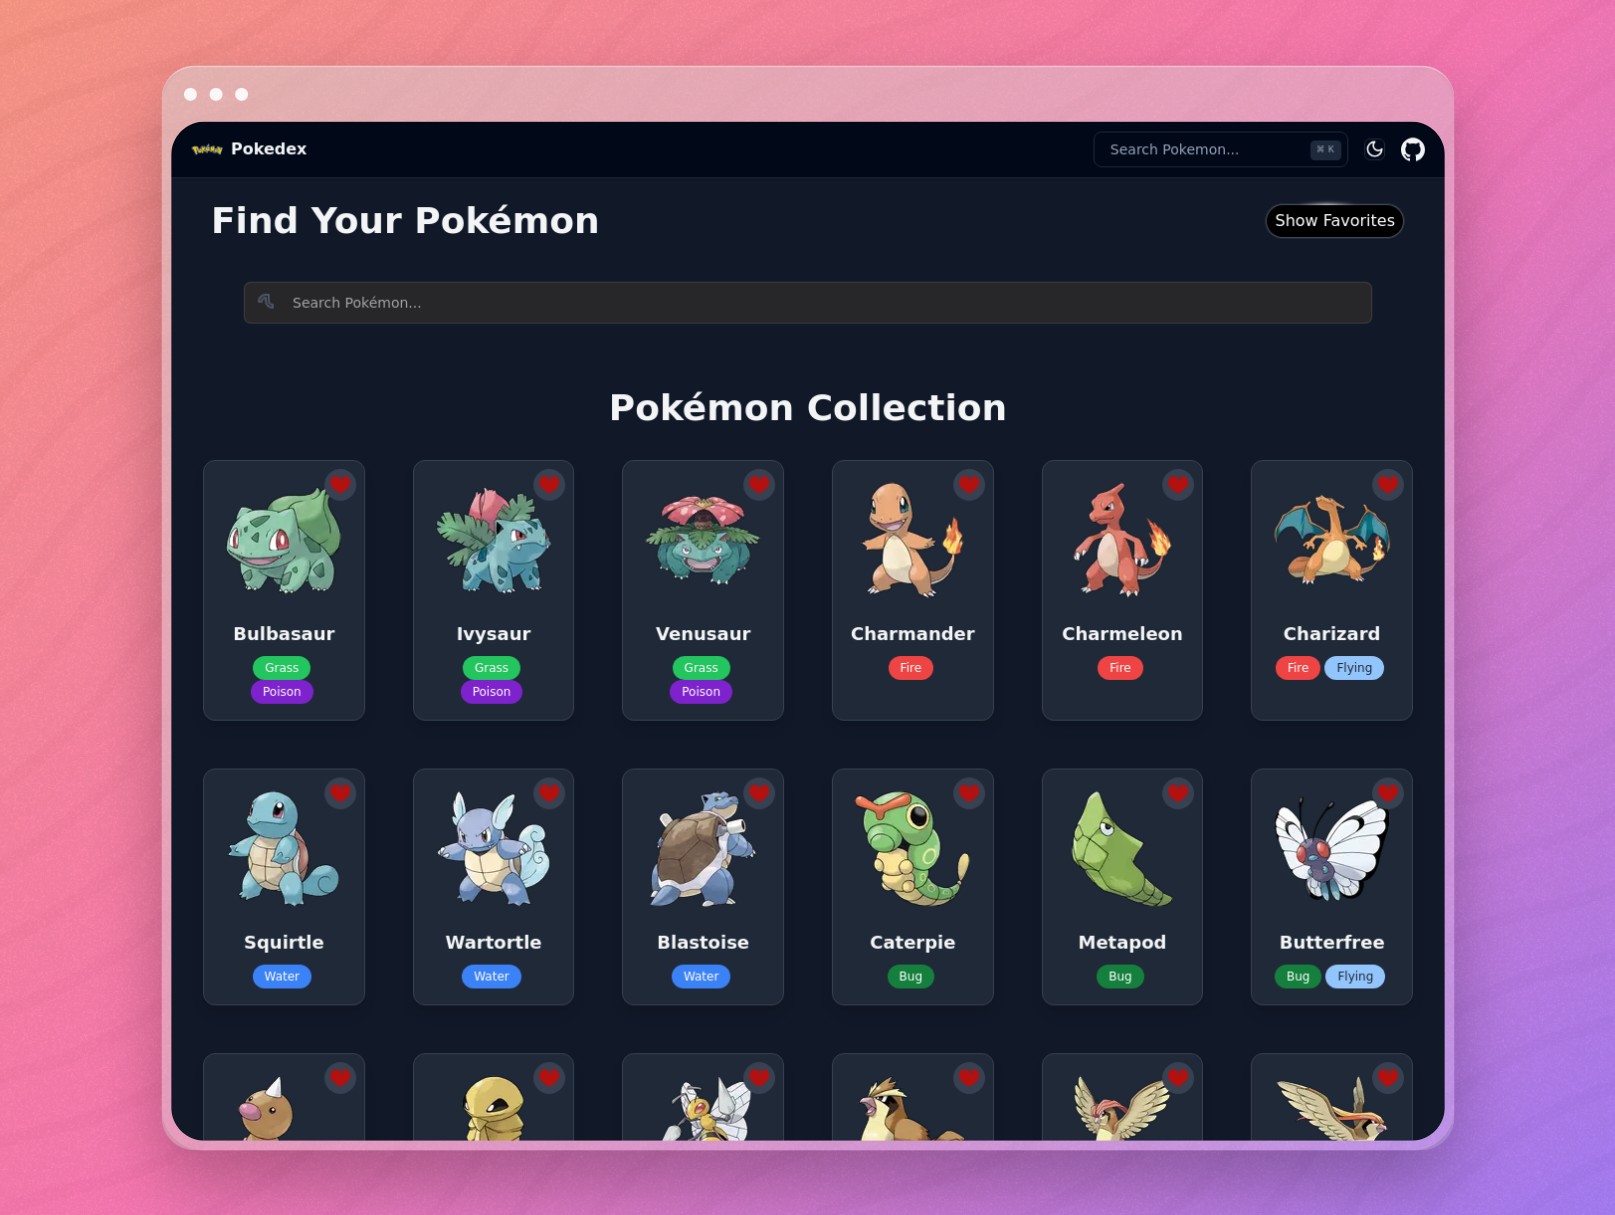 Pokémon Pokedex Search Pokemon... ⌘ K
Find Your Pokémon Show Favorites
Search Pokémon...
Pokémon Collection
Bulbasaur Ivysaur Venusaur Charmander Charmeleon Charizard
Grass Grass Grass Fire Fire Fire Flying
Poison Poison Poison
Squirtle Wartortle Blastoise Caterpie Metapod Butterfree
Water Water Water Bug Bug Bug Flying